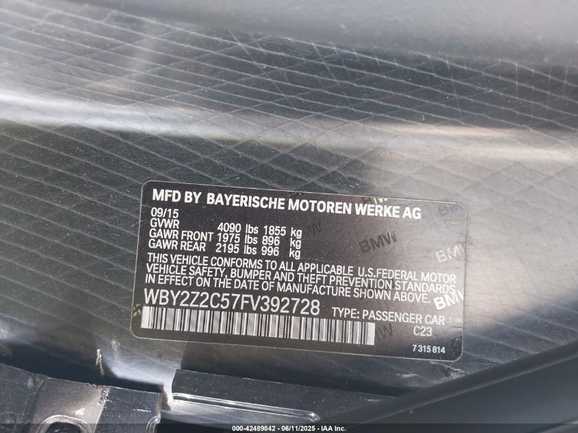 MFD BY BAYERISCHE MOTOREN WERKE AG
09/15
GVWR 4090 lbs 1855 kg
GAWR FRONT 1975 lbs 896 kg
GAWR REAR 2195 lbs 996 kg
THIS VEHICLE CONFORMS TO ALL APPLICABLE U.S.FEDERAL MOTOR
VEHICLE SAFETY, BUMPER AND THEFT PREVENTION STANDARDS
IN EFFECT ON THE DATE OF MANUFACTURE SHOWN ABOVE.
WBY2Z2C57FV392728
TYPE: PASSENGER CAR
C23
7 315 814
BMW
BMW
© - 42489842 - 06/11/2025 - IAA Inc.